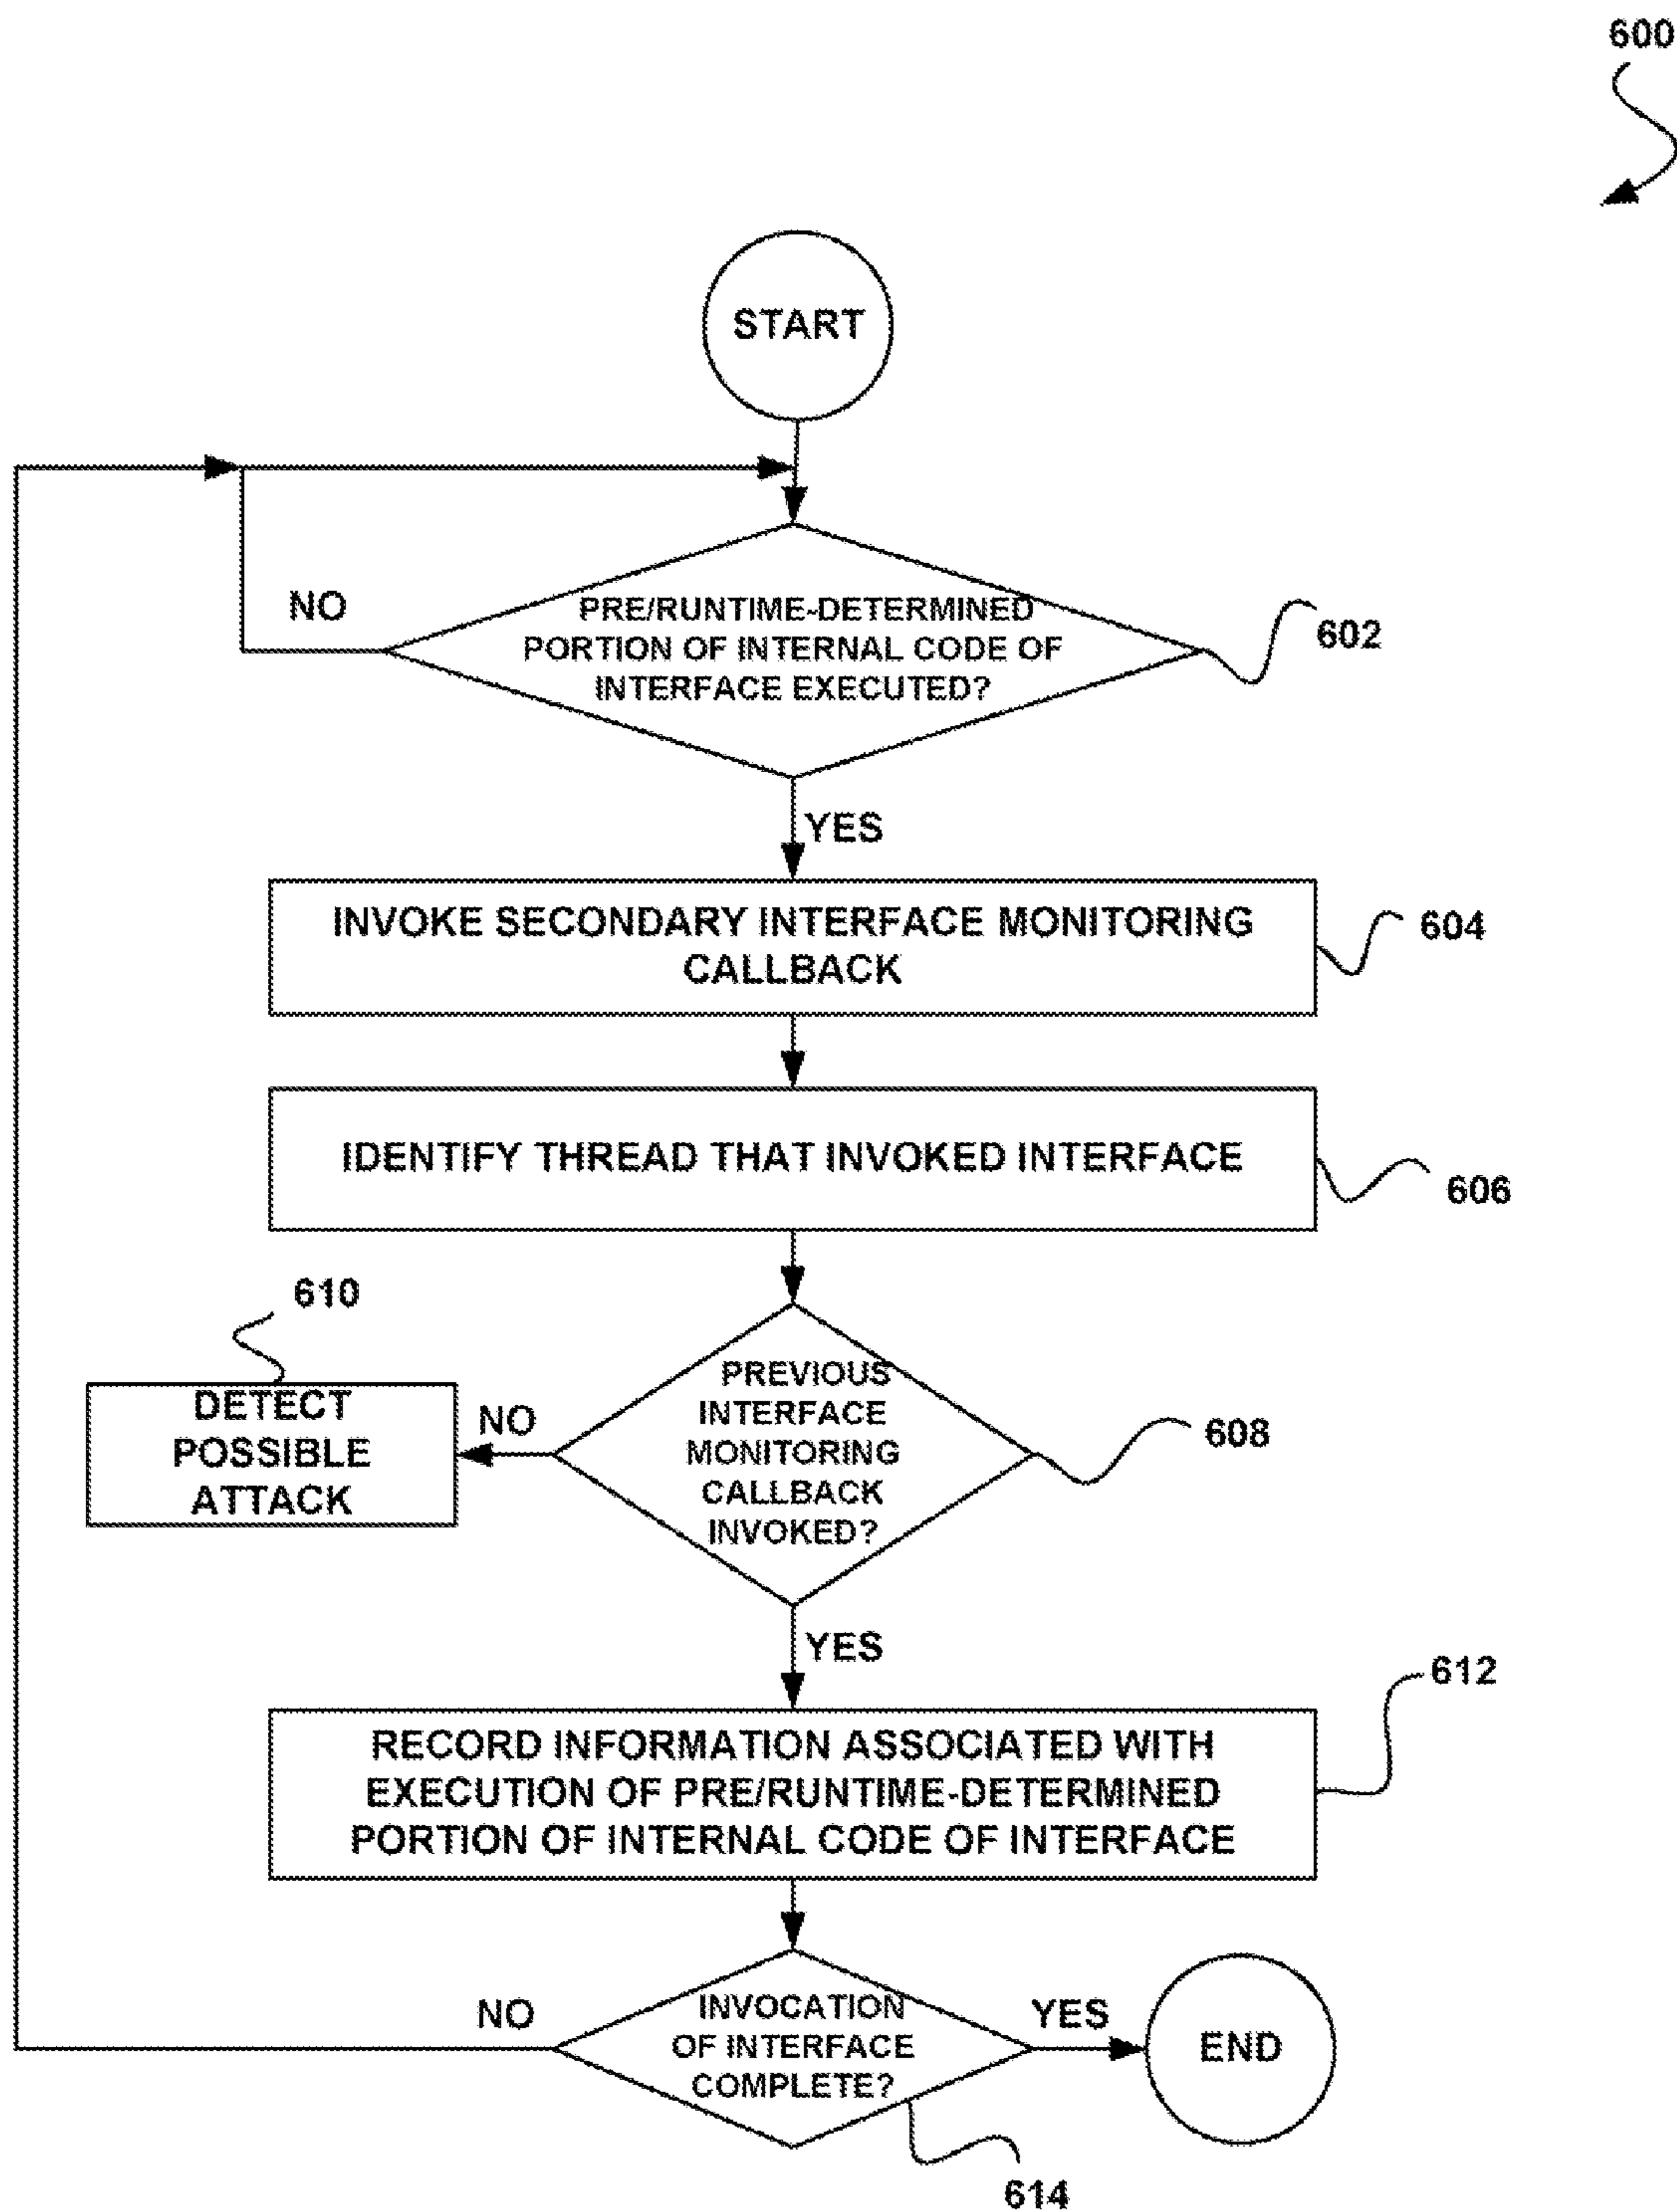 600
START
NO
PRE/RUNTIME-DETERMINED
PORTION OF INTERNAL CODE OF
INTERFACE EXECUTED?
602
YES
INVOKE SECONDARY INTERFACE MONITORING
CALLBACK
604
IDENTIFY THREAD THAT INVOKED INTERFACE
606
610
DETECT
POSSIBLE
ATTACK
NO
PREVIOUS
INTERFACE
MONITORING
CALLBACK
INVOKED?
608
YES
612
RECORD INFORMATION ASSOCIATED WITH
EXECUTION OF PRE/RUNTIME-DETERMINED
PORTION OF INTERNAL CODE OF INTERFACE
NO
INVOCATION
OF INTERFACE
COMPLETE?
YES
END
614